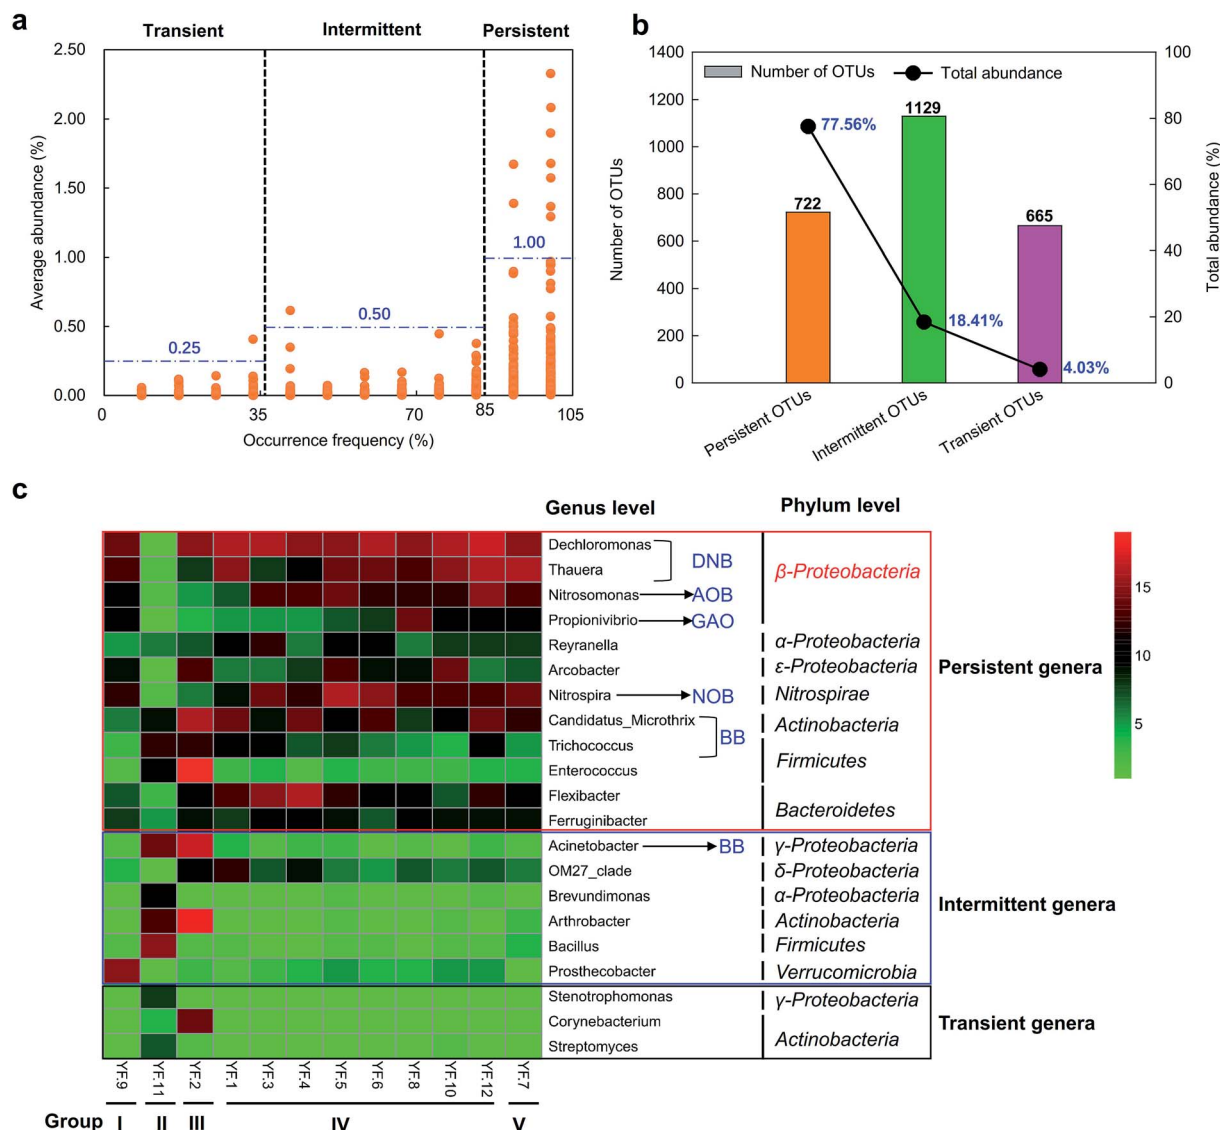 a
Transient
Intermittent
Persistent
2.50
2.00
1.50
1.00
0.50
0.00
Average abundance (%)
0.25
0.50
1.00
0
35
70
85
105
Occurrence frequency (%)
b
1400
1200
1000
800
600
400
200
0
Number of OTUs
Number of OTUs
Total abundance
100
80
60
40
20
0
Total abundance (%)
722
1129
665
77.56%
18.41%
4.03%
Persistent OTUs
Intermittent OTUs
Transient OTUs
c
Genus level
Phylum level
Dechloromonas
Thauera
DNB
Nitrosomonas
AOB
Propionivibrio
GAO
β-Proteobacteria
Reyranella
α-Proteobacteria
Arcobacter
ε-Proteobacteria
Nitrospira
NOB
Nitrospirae
Candidatus_Microthrix
Actinobacteria
Trichococcus
BB
Enterococcus
Firmicutes
Flexibacter
Ferruginibacter
Bacteroidetes
Persistent genera
Acinetobacter
BB
γ-Proteobacteria
OM27_clade
δ-Proteobacteria
Brevundimonas
α-Proteobacteria
Arthrobacter
Actinobacteria
Bacillus
Firmicutes
Prosthecobacter
Verrucomicrobia
Intermittent genera
Stenotrophomonas
γ-Proteobacteria
Corynebacterium
Streptomyces
Actinobacteria
Transient genera
15
10
5
YF.9
YF.11
YF.2
YF.1
YF.3
YF.4
YF.5
YF.6
YF.8
YF.10
YF.12
YF.7
Group I II III IV V